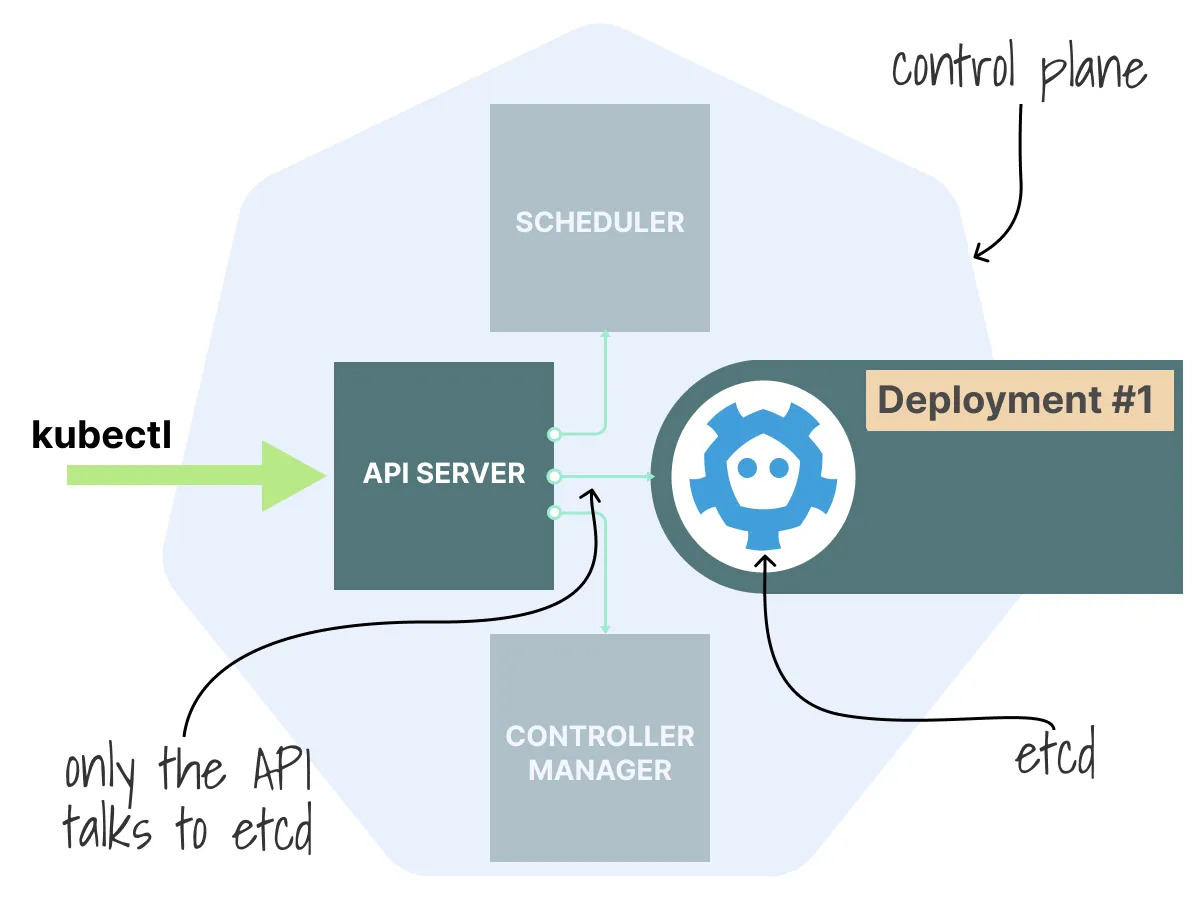 control plane
SCHEDULER
Deployment #1
kubectl
API SERVER
CONTROLLER
MANAGER
only the API
talks to etcd
etcd